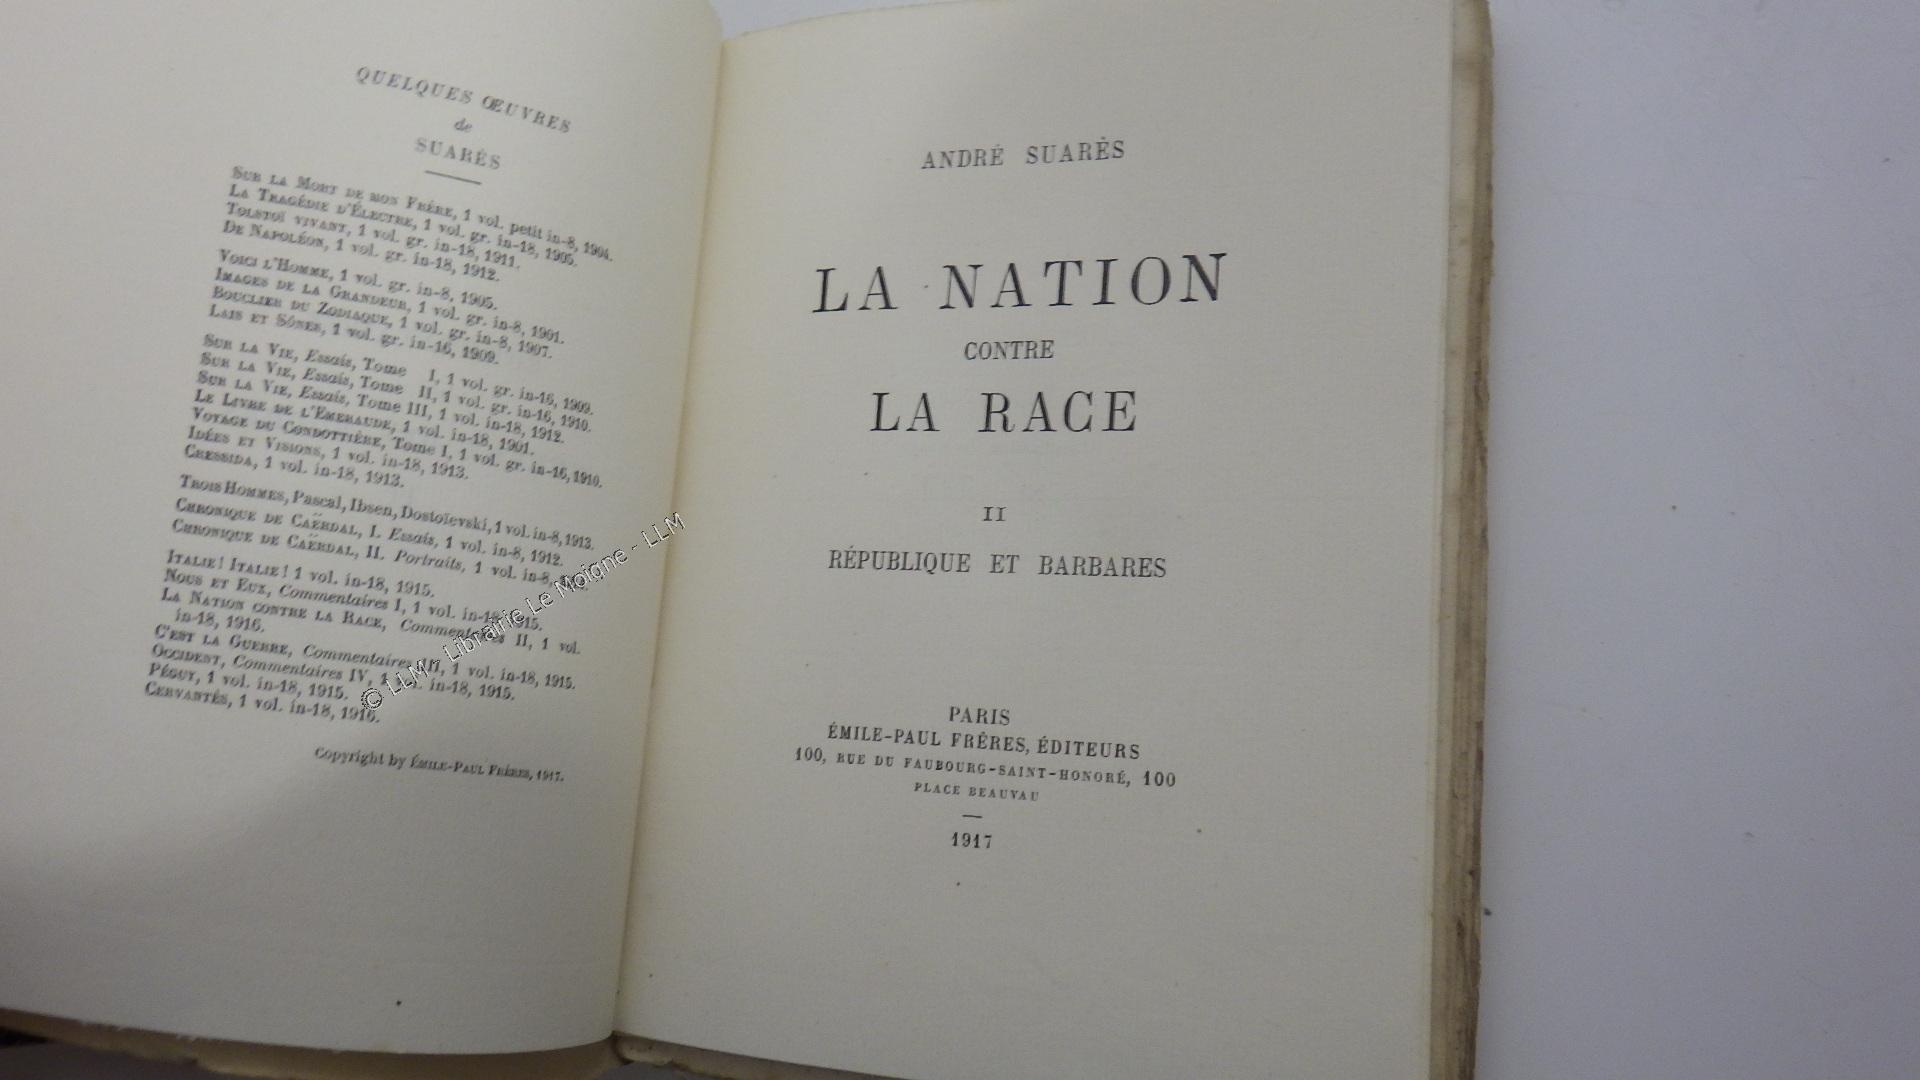 QUELQUES ŒUVRES
de
SUARÈS
SUR LA MORT DE MON FRÈRE, 1 vol. petit in-8, 1904.
LA TRAGÉDIE D'ÉLECTRE, 1 vol. gr. in-18, 1905.
TOLSTOÏ VIVANT, 1 vol. gr. in-18, 1911.
DE NAPOLÉON, 1 vol. gr. in-18, 1912.
VOICI L'HOMME, 1 vol. gr. in-8, 1905.
IMAGES DE LA GRANDEUR, 1 vol. gr. in-8, 1901.
BOUCLIER DU ZODIAQUE, 1 vol. gr. in-8, 1907.
LAIS ET SÔNES, 1 vol. gr. in-16, 1909.
SUR LA VIE, Essais, Tome I, 1 vol. gr. in-16, 1909.
SUR LA VIE, Essais, Tome II, 1 vol. gr. in-16, 1910.
SUR LA VIE, Essais, Tome III, 1 vol. in-18, 1912.
LE LIVRE DE L'EMERAUDE, 1 vol. in-18, 1901.
VOYAGE DU CONDOTTIÈRE, Tome I, 1 vol. gr. in-16, 1910.
IDÉES ET VISIONS, 1 vol. in-18, 1913.
CRESSIDA, 1 vol. in-18, 1913.
TROIS HOMMES, Pascal, Ibsen, Dostoïevski, 1 vol. in-8, 1913.
CHRONIQUE DE CAËRDAL, I. Essais, 1 vol. in-8, 1912.
CHRONIQUE DE CAËRDAL, II. Portraits, 1 vol. in-8,
ITALIE! ITALIE! 1 vol. in-18, 1915.
NOUS ET EUX, Commentaires I, 1 vol. in-18, 1915.
LA NATION CONTRE LA RACE, Commentaires II, 1 vol.
in-18, 1916.
C'EST LA GUERRE, Commentaires III, 1 vol. in-18, 1915.
OCCIDENT, Commentaires IV, 1 vol. in-18, 1915.
PÉGUY, 1 vol. in-18, 1915.
CERVANTÈS, 1 vol. in-18, 1916.
Copyright by ÉMILE-PAUL FRÈRES, 1917.
© LLM - Librairie Le Moigne - LLM
ANDRÉ SUARÈS
LA NATION
CONTRE
LA RACE
II
RÉPUBLIQUE ET BARBARES
PARIS
ÉMILE-PAUL FRÈRES, ÉDITEURS
100, RUE DU FAUBOURG-SAINT-HONORÉ, 100
PLACE BEAUVAU
1917